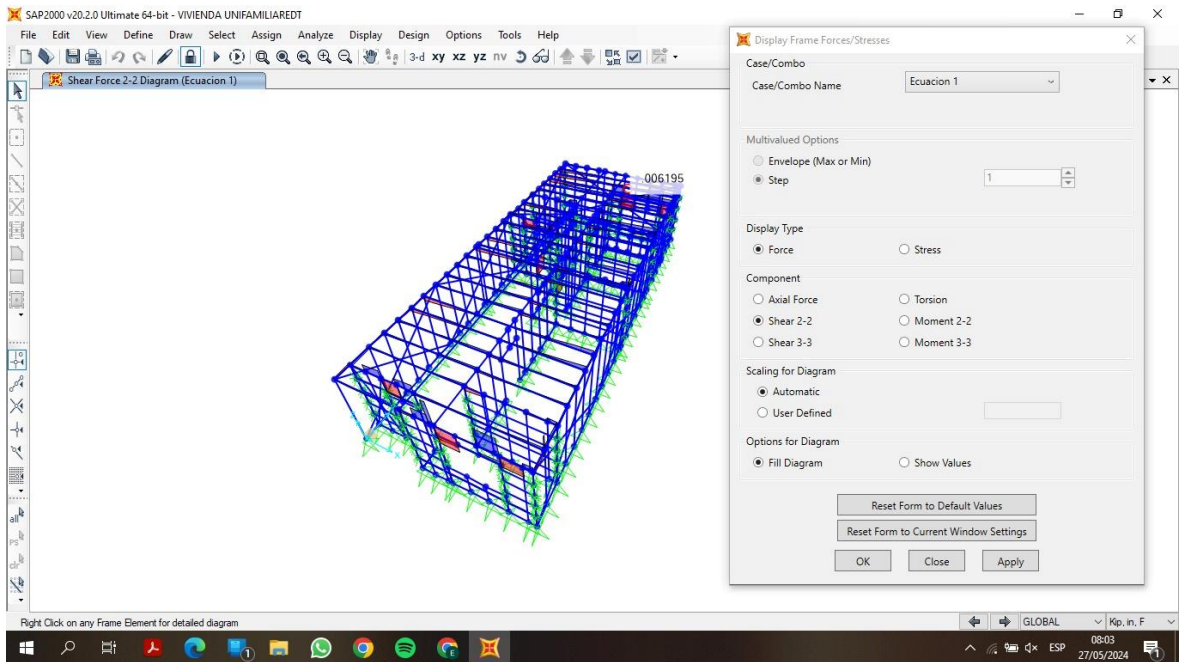 SAP2000 v20.2.0 Ultimate 64-bit - VIVIENDA UNIFAMILIAREDT
File Edit View Define Draw Select Assign Analyze Display Design Options Tools Help
3-d xy xz yz nv
Shear Force 2-2 Diagram (Ecuacion 1)
.006195
Display Frame Forces/Stresses
Case/Combo
Case/Combo Name Ecuacion 1
Multivalued Options
Envelope (Max or Min)
Step 1
Display Type
Force Stress
Component
Axial Force Torsion
Shear 2-2 Moment 2-2
Shear 3-3 Moment 3-3
Scaling for Diagram
Automatic
User Defined
Options for Diagram
Fill Diagram Show Values
Reset Form to Default Values
Reset Form to Current Window Settings
OK Close Apply
all
PS
clr
Right Click on any Frame Element for detailed diagram
GLOBAL Kip, in, F
ESP 08:03
27/05/2024